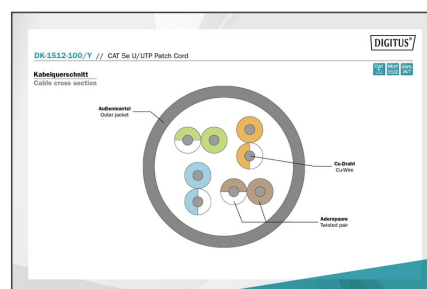 DIGITUS®
DK-1512-100/Y // CAT 5e U/UTP Patch Cord
Kabelquerschnitt
Cable cross section
Außenmantel
Outer jacket
Cu-Draht
Cu-Wire
Adernpaare
Twisted pair